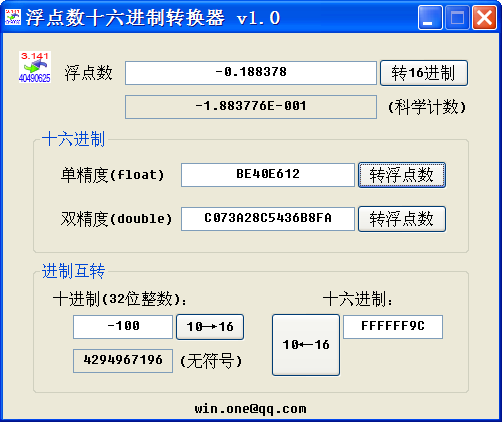 浮点数十六进制转换器 v1.0
3.141
40490625
浮点数 -0.188378 转16进制
-1.883776E-001 (科学计数)
十六进制
单精度(float) BE40E612 转浮点数
双精度(double) C073A28C5436B8FA 转浮点数
进制互转
十进制(32位整数): 十六进制:
-100 10→16 10←16 FFFFFF9C
4294967196 (无符号)
win.one@qq.com